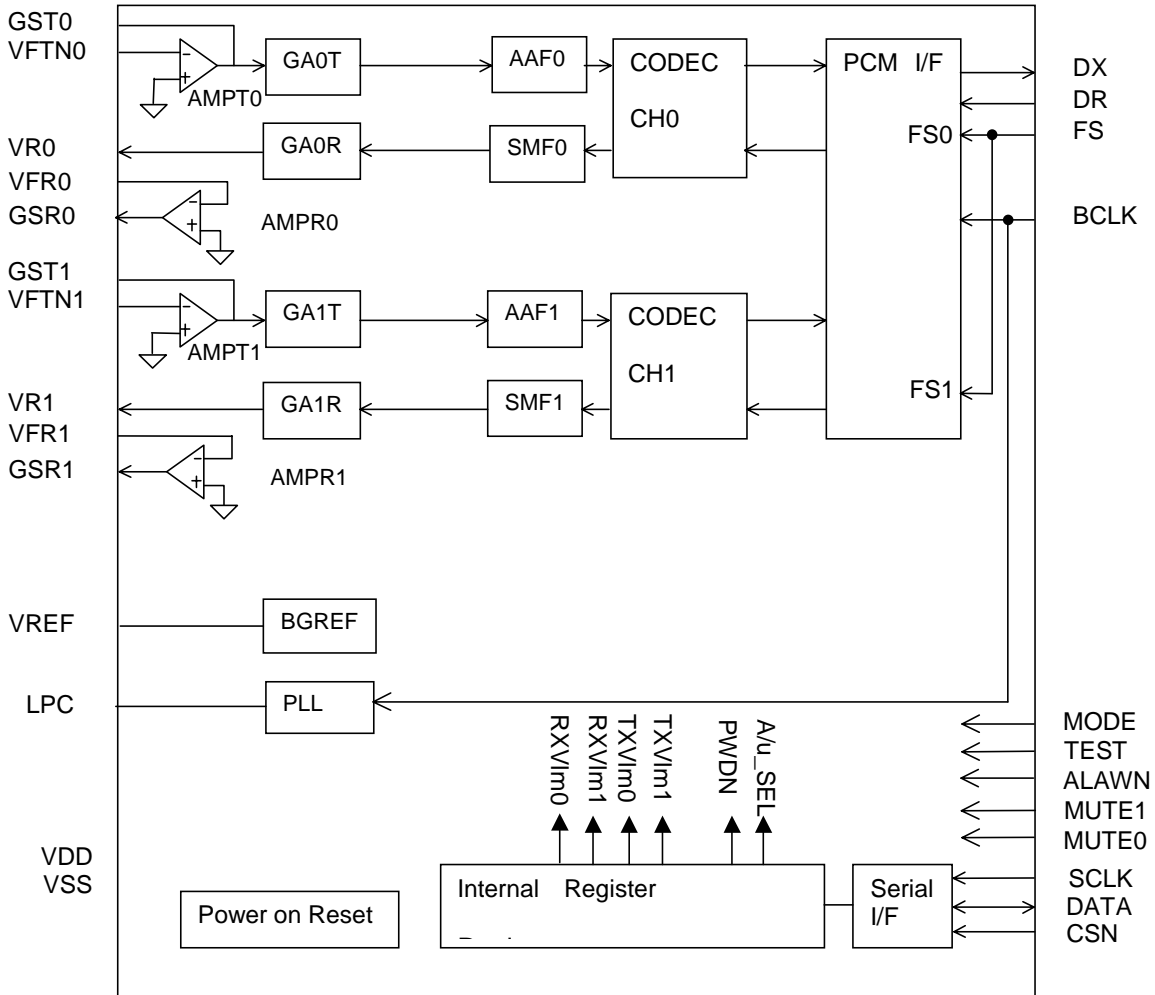 GST0
VFTN0
AMPT0
GA0T
AAF0
CODEC
CH0
PCM I/F
FS0
FS1
DX
DR
FS
BCLK
VR0
VFR0
GSR0
GA0R
SMF0
AMPR0
GST1
VFTN1
AMPT1
GA1T
AAF1
CODEC
CH1
VR1
VFR1
GSR1
GA1R
SMF1
AMPR1
VREF
BGREF
LPC
PLL
RXVlm0
RXVlm1
TXVlm0
TXVlm1
PWDN
A/u_SEL
MODE
TEST
ALAWN
MUTE1
MUTE0
VDD
VSS
Power on Reset
Internal Register
Serial
I/F
SCLK
DATA
CSN